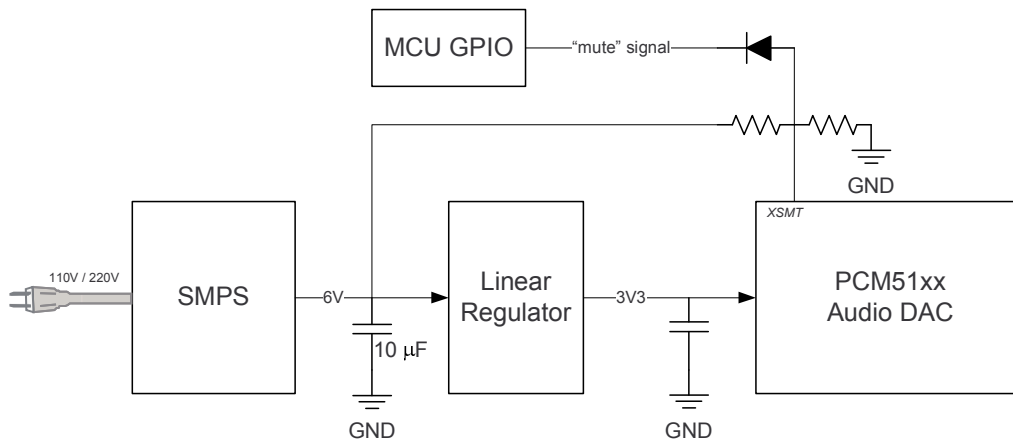 MCU GPIO
“mute” signal
GND
XSMT
110V / 220V
SMPS
6V
Linear
Regulator
3V3
PCM51xx
Audio DAC
10 μF
GND
GND